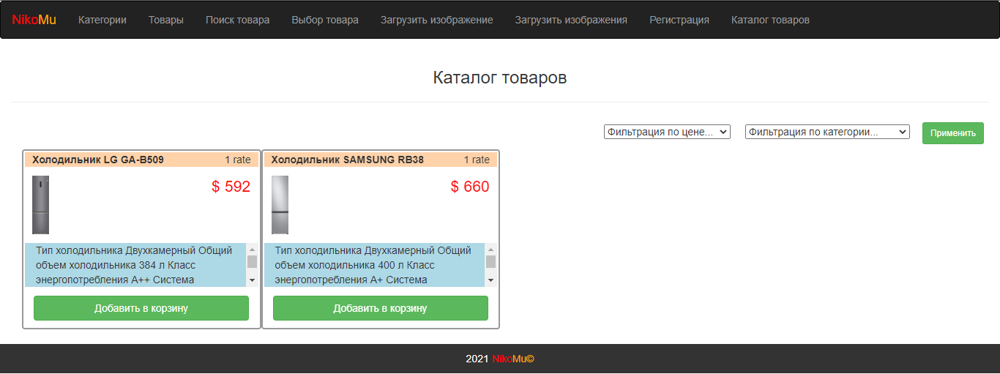 NikoMu Категории Товары Поиск товара Выбор товара Загрузить изображение Загрузить изображения Регистрация Каталог товаров
Каталог товаров
Фильтрация по цене... Фильтрация по категории... Применить
Холодильник LG GA-B509 1 rate
$ 592
Тип холодильника Двухкамерный Общий
объем холодильника 384 л Класс
энергопотребления A++ Система
Добавить в корзину
Холодильник SAMSUNG RB38 1 rate
$ 660
Тип холодильника Двухкамерный Общий
объем холодильника 400 л Класс
энергопотребления A+ Система
Добавить в корзину
2021 NikoMu©